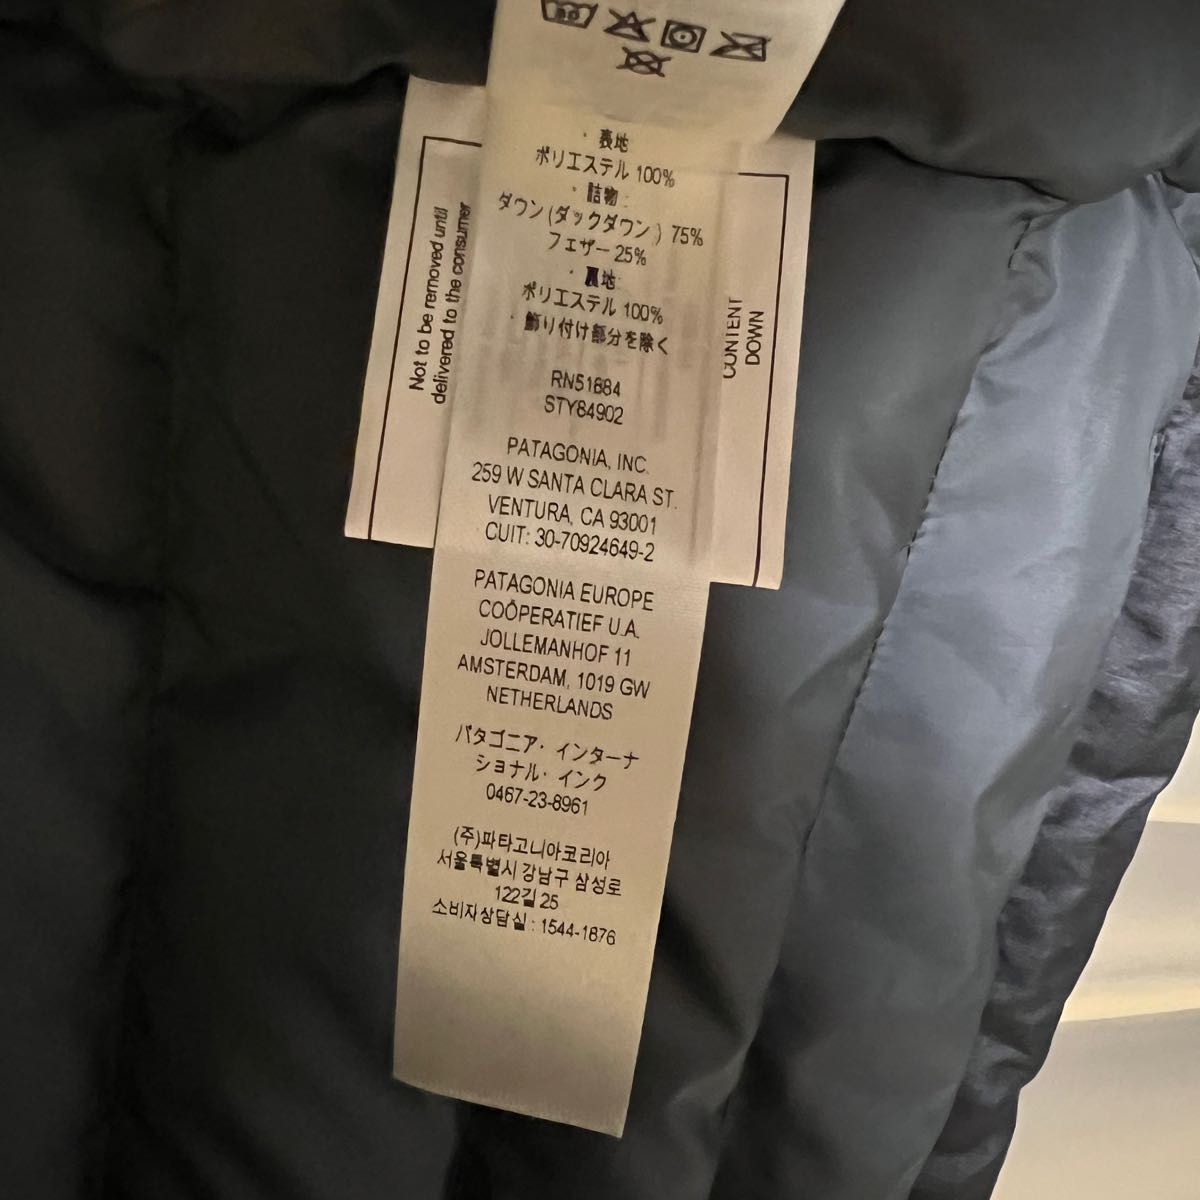 ・表地
ポリエステル 100%
・詰物:
ダウン(ダックダウン) 75%
フェザー 25%
・裏地:
ポリエステル 100%
・飾り付け部分を除く
RN51884
STY84902
PATAGONIA, INC.
259 W SANTA CLARA ST.
VENTURA, CA 93001
CUIT: 30-70924649-2
PATAGONIA EUROPE
COÖPERATIEF U.A.
JOLLEMANHOF 11
AMSTERDAM, 1019 GW
NETHERLANDS
パタゴニア・インターナ
ショナル・インク
0467-23-8961
(주)파타고니아코리아
서울특별시 강남구 삼성로
122길 25
소비자상담실 : 1544-1876
Not to be removed until
delivered to the consumer
CONTENT
DOWN